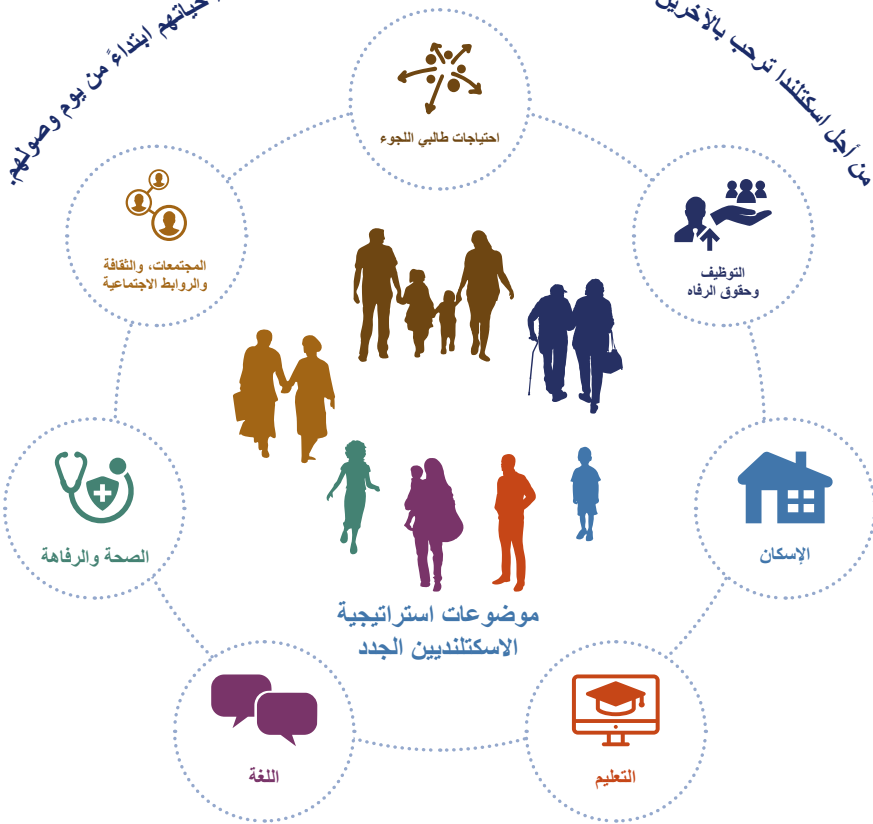 من أجل اسكتلندا ترحب بالآخرين
حياتهم ابتداءً من يوم وصولهم.
احتياجات طالبي اللجوء
التوظيف
وحقوق الرفاه
الإسكان
التعليم
اللغة
الصحة والرفاهة
المجتمعات، والثقافة
والروابط الاجتماعية
موضوعات استراتيجية
الاسكتلنديين الجدد